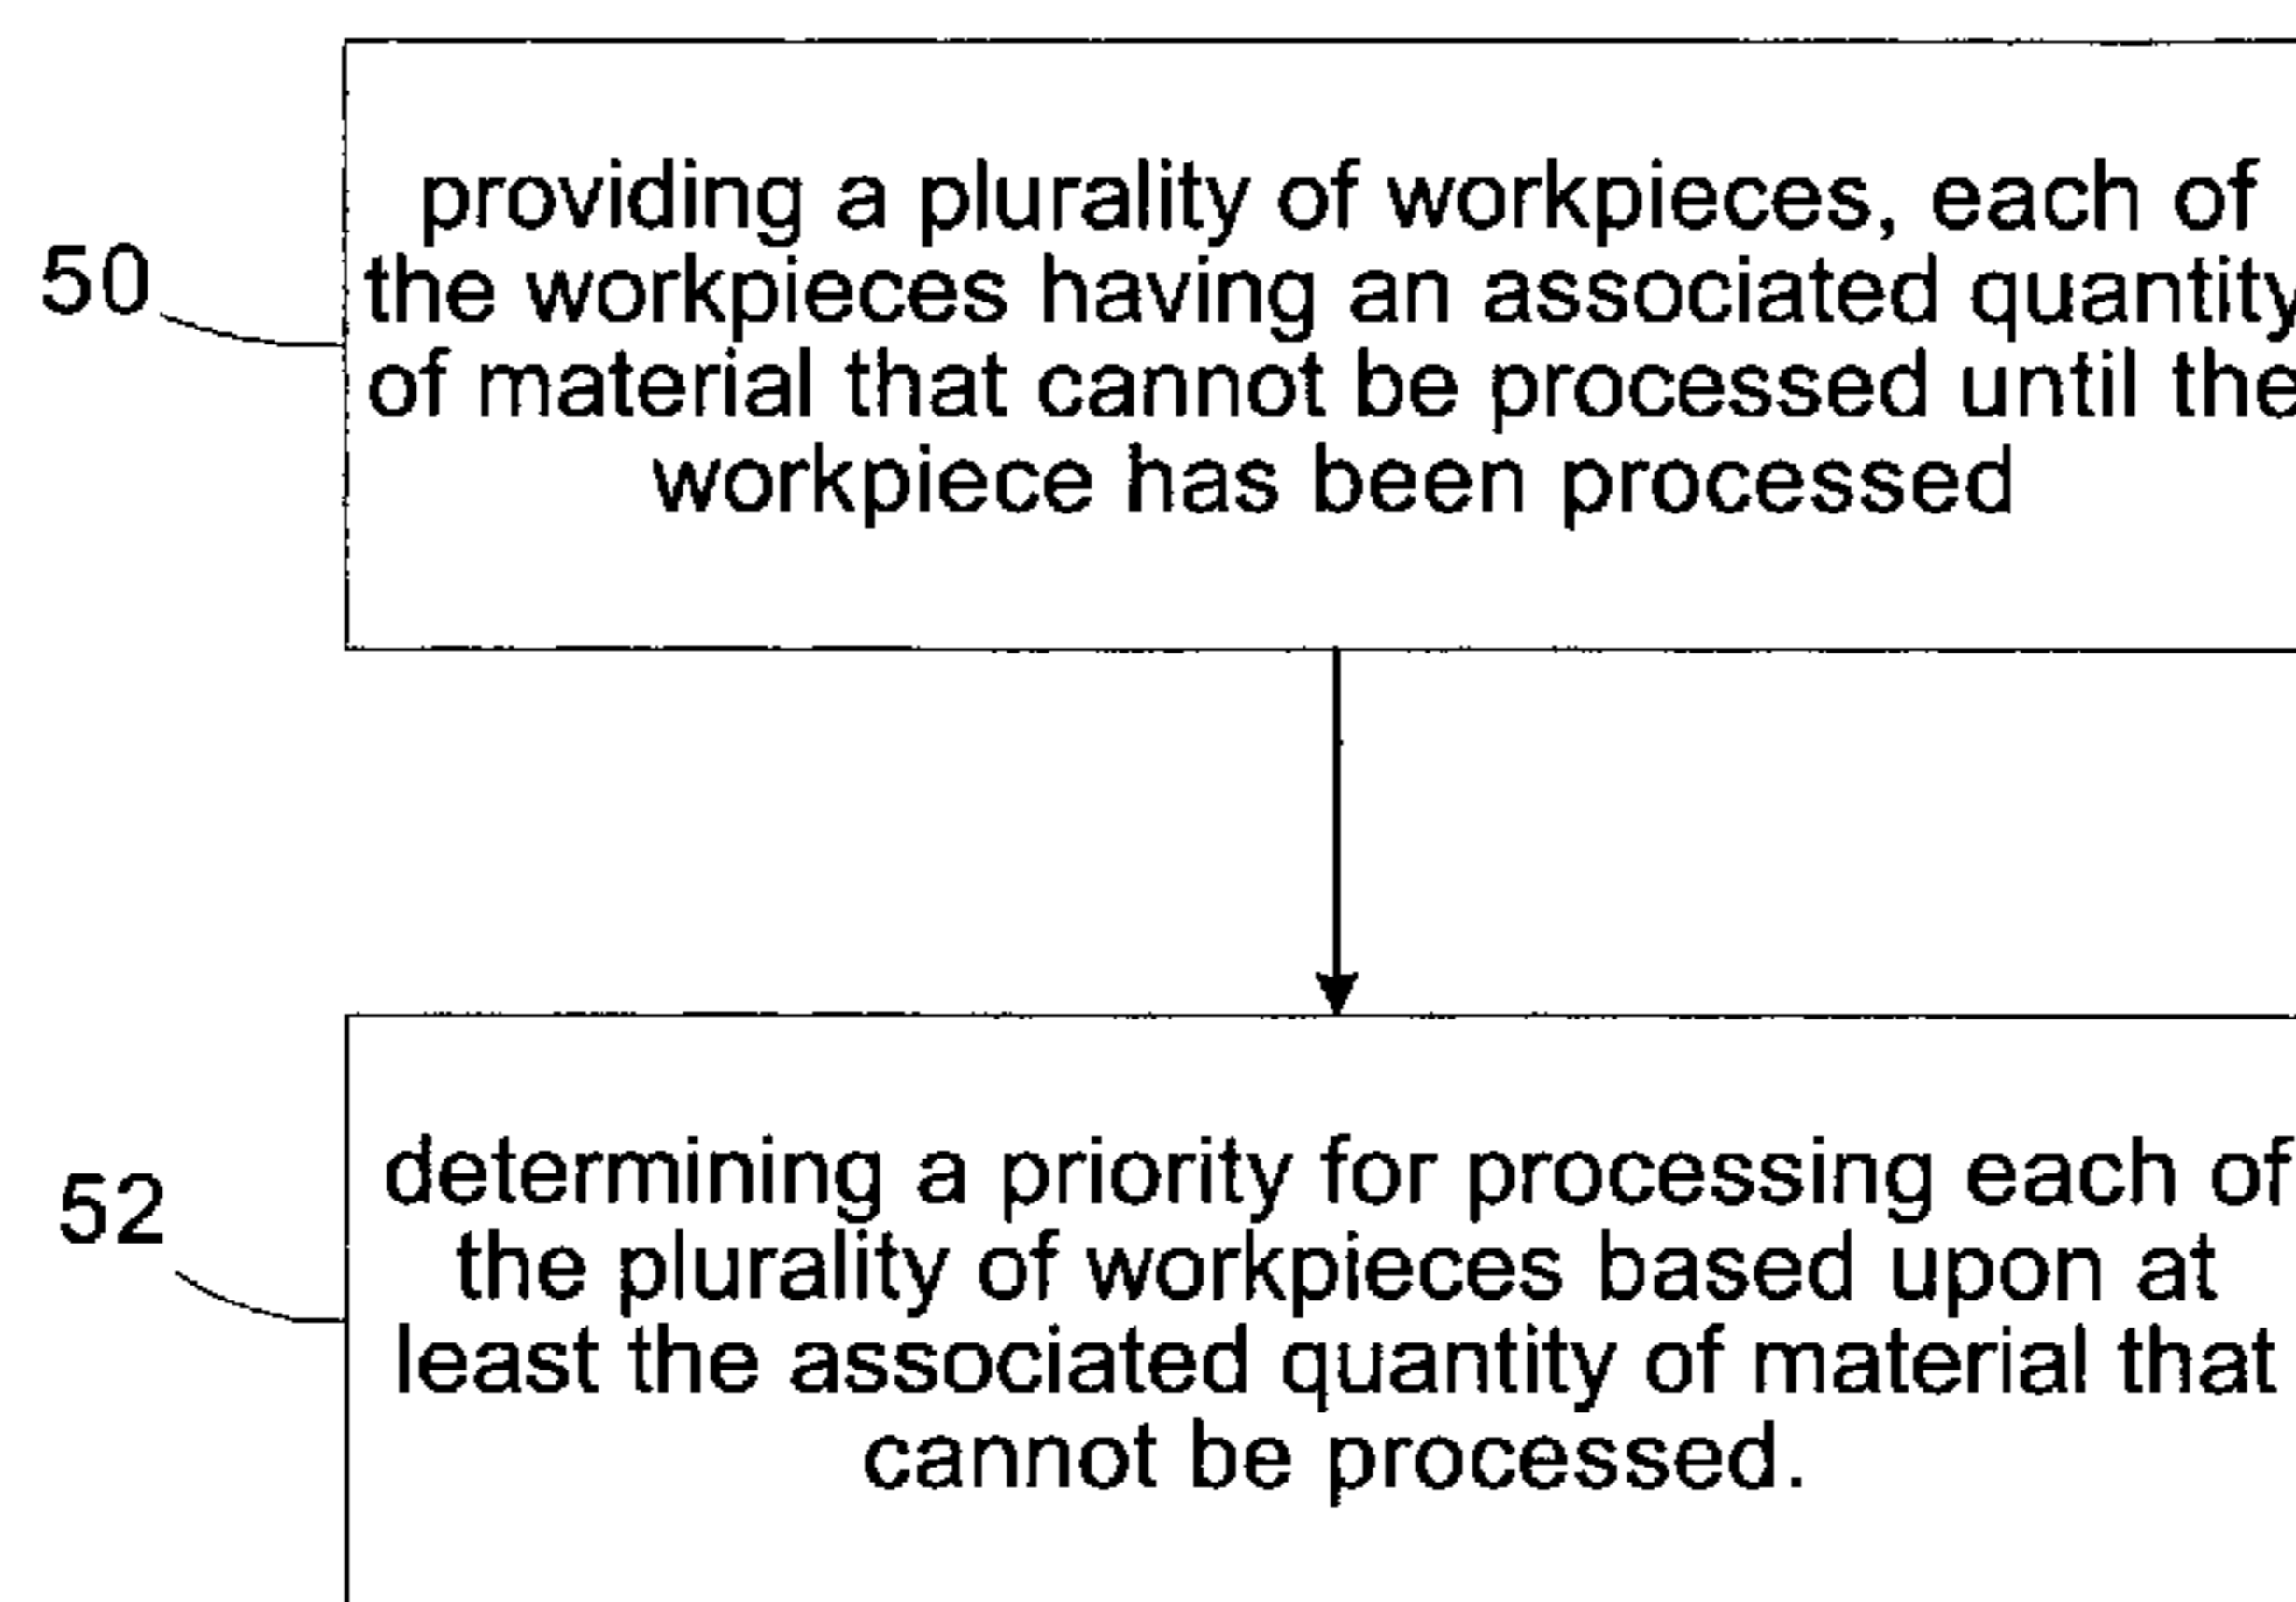 50
providing a plurality of workpieces, each of
the workpieces having an associated quantity
of material that cannot be processed until the
workpiece has been processed
52
determining a priority for processing each of
the plurality of workpieces based upon at
least the associated quantity of material that
cannot be processed.